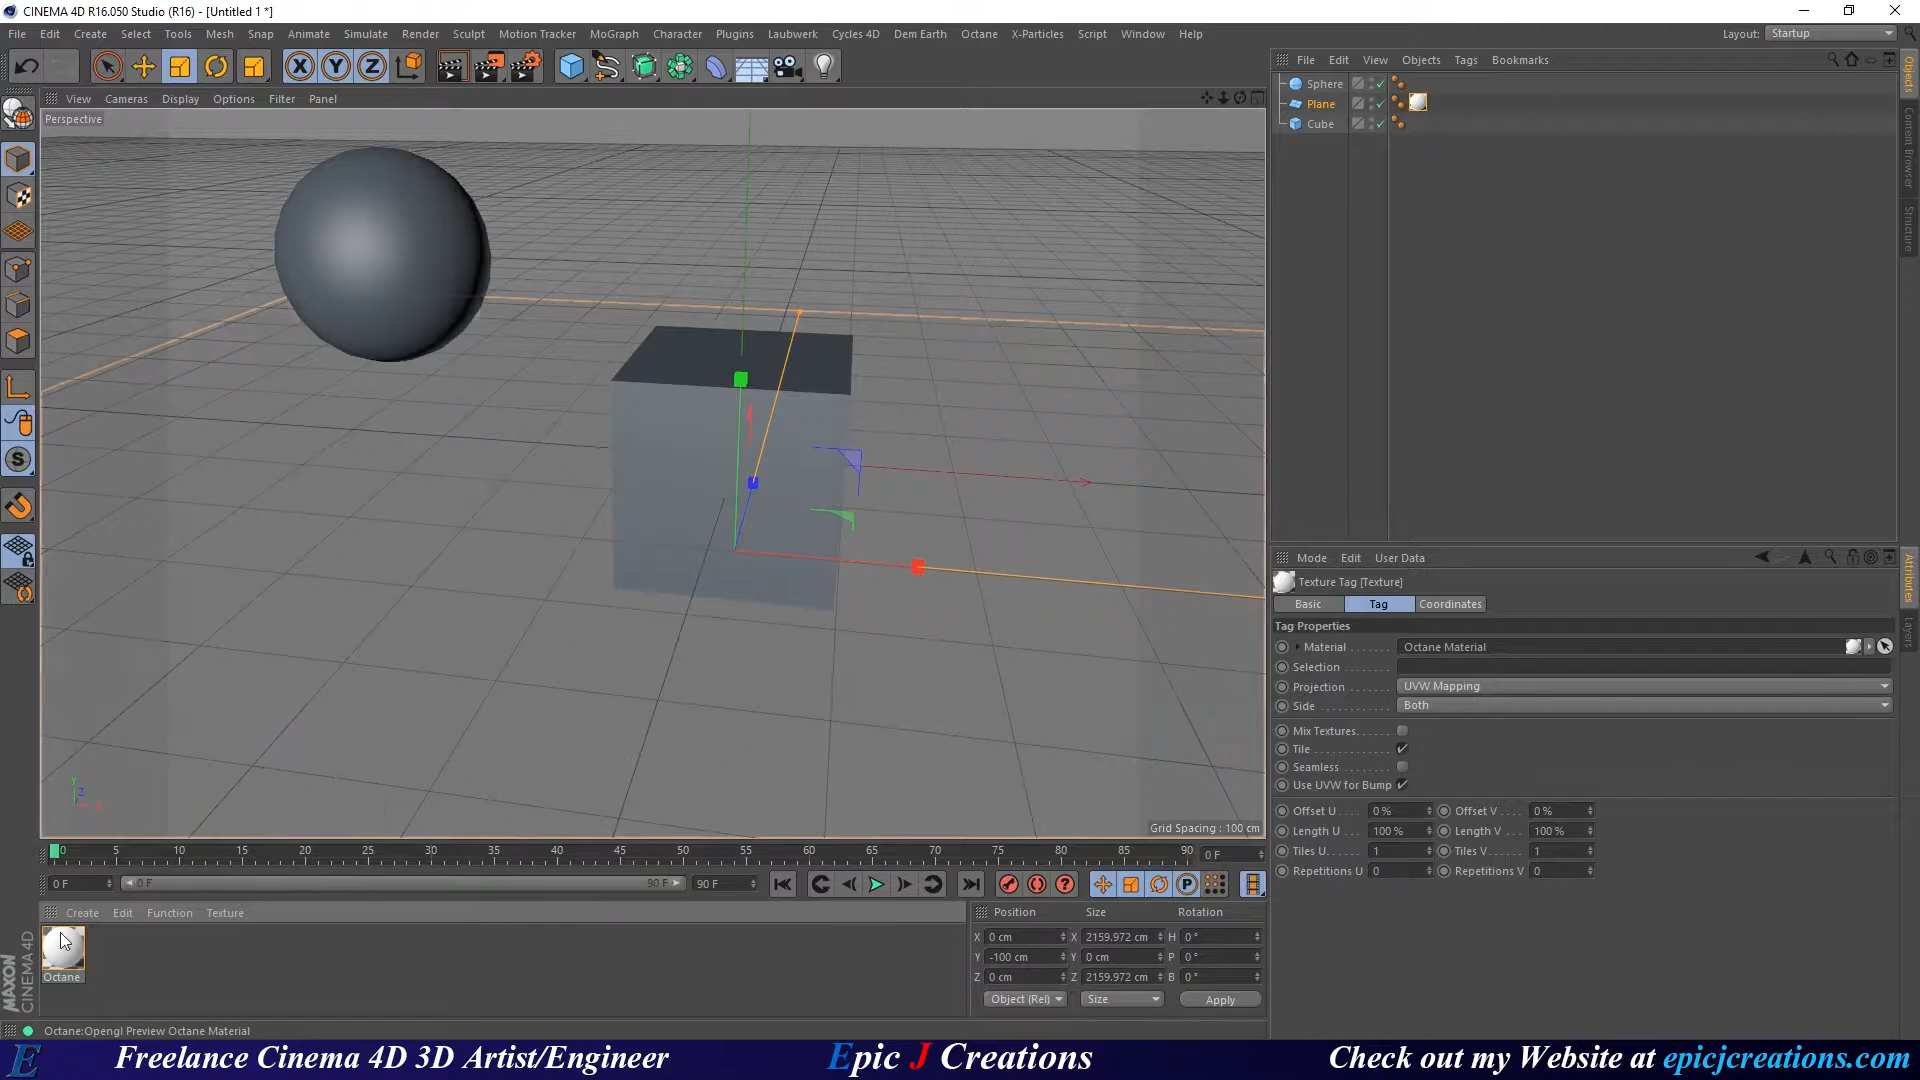 CINEMA 4D R16.050 Studio (R16) - [Untitled 1 *]
File Edit Create Select Tools Mesh Snap Animate Simulate Render Sculpt Motion Tracker MoGraph Character Plugins Laubwerk Cycles 4D Dem Earth Octane X-Particles Script Window Help Layout: Startup
X Y Z
File Edit View Objects Tags Bookmarks
Sphere
Plane
Cube
View Cameras Display Options Filter Panel
Perspective
Y
Z
X
S
Grid Spacing : 100 cm
Objects
Content Browser
Structure
Mode Edit User Data
Texture Tag [Texture]
Basic Tag Coordinates
Tag Properties
Material Octane Material
Selection
Projection UVW Mapping
Side Both
Mix Textures
Tile
Seamless
Use UVW for Bump
Offset U 0 % Offset V 0 %
Length U 100 % Length V 100 %
Tiles U 1 Tiles V 1
Repetitions U 0 Repetitions V 0
Attributes
Layers
0 5 10 15 20 25 30 35 40 45 50 55 60 65 70 75 80 85 90 0 F
0 F 0 F 90 F 90 F
P
Create Edit Function Texture
Octane
Position Size Rotation
X 0 cm X 2159.972 cm H 0 °
Y -100 cm Y 0 cm P 0 °
Z 0 cm Z 2159.972 cm B 0 °
Object (Rel) Size Apply
MAXON
CINEMA 4D
Octane:Opengl Preview Octane Material
E Freelance Cinema 4D 3D Artist/Engineer Epic J Creations Check out my Website at epicjcreations.com